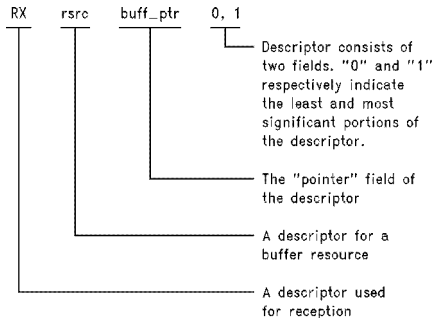 RX rsrc buff_ptr 0, 1
Descriptor consists of
two fields. "0" and "1"
respectively indicate
the least and most
significant portions of
the descriptor.
The "pointer" field of
the descriptor
A descriptor for a
buffer resource
A descriptor used
for reception